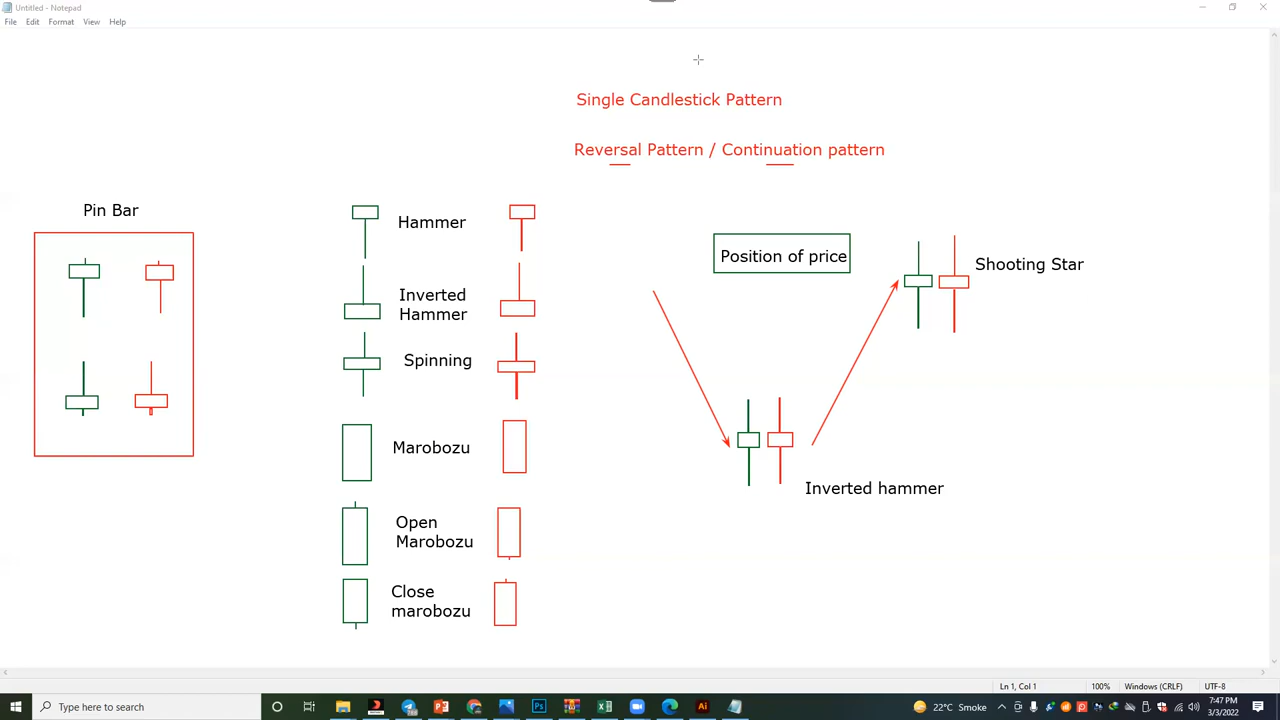 Untitled - Notepad
File Edit Format View Help
Single Candlestick Pattern
Reversal Pattern / Continuation pattern
Pin Bar
Hammer
Inverted
Hammer
Spinning
Marobozu
Open
Marobozu
Close
marobozu
Position of price
Shooting Star
Inverted hammer
Ln 1, Col 1 100% Windows (CRLF) UTF-8
Type here to search
22°C Smoke
7:47 PM
3/3/2022